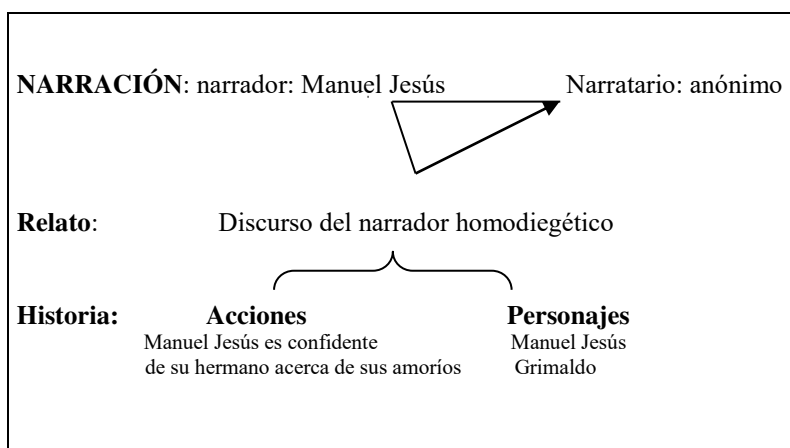 NARRACIÓN: narrador: Manuel Jesús Narratario: anónimo
Relato: Discurso del narrador homodiegético
Historia: Acciones Personajes
Manuel Jesús es confidente Manuel Jesús
de su hermano acerca de sus amoríos Grimaldo